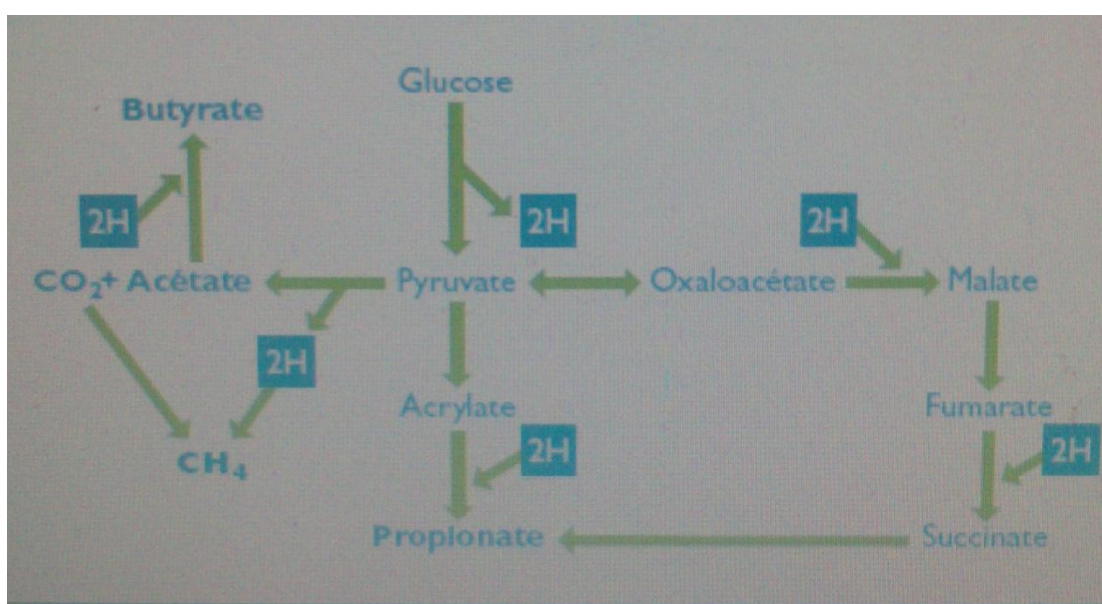 Glucose
Butyrate
2H
2H
2H
CO₂+ Acétate
Pyruvate
Oxaloacétate
Malate
2H
Acrylate
Fumarate
2H
2H
CH₄
Propionate
Succinate